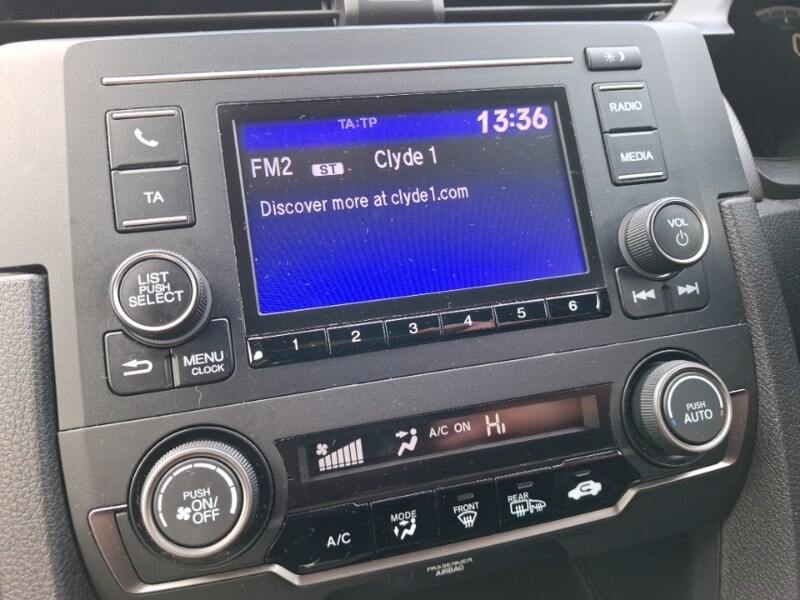 TA:TP 13:36
FM2 ST Clyde 1
Discover more at clyde1.com
TA
RADIO
MEDIA
VOL
LIST
PUSH
SELECT
MENU
CLOCK
1 2 3 4 5 6
A/C ON Hi
PUSH
AUTO
PUSH
ON/
OFF
A/C
MODE
FRONT
REAR
PASSENGER
AIRBAG